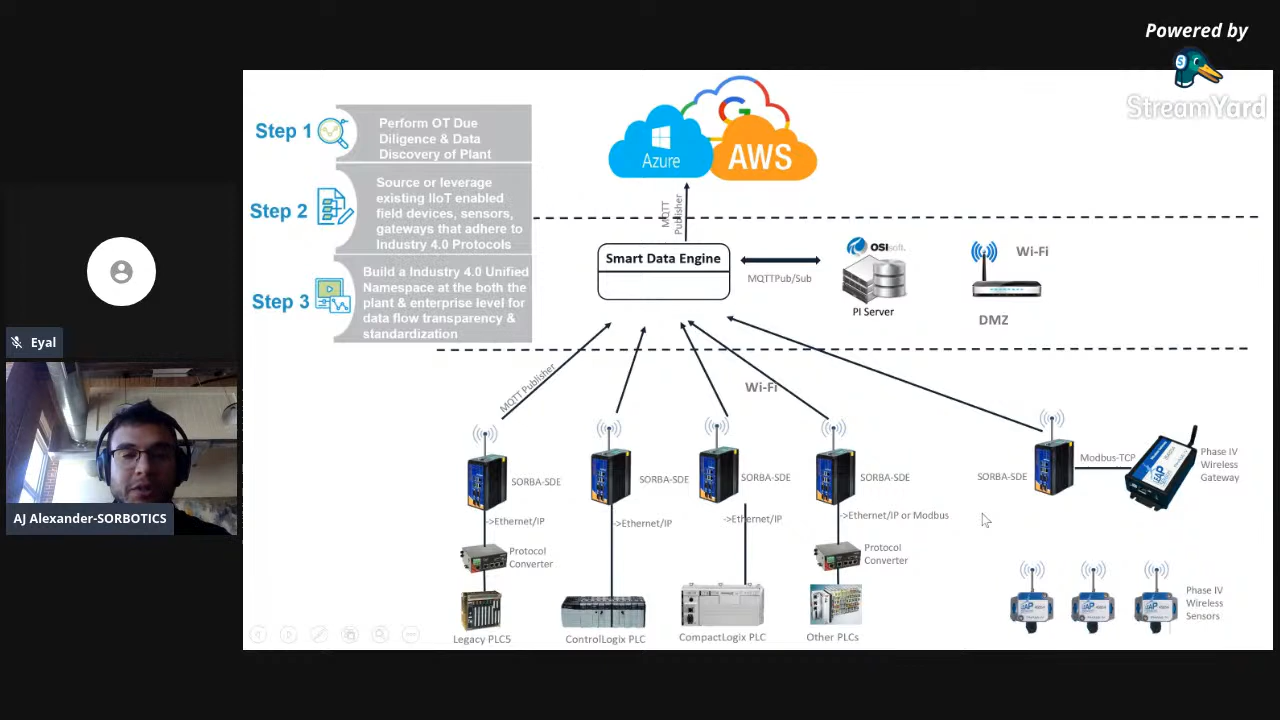 Powered by
StreamYard
Step 1
Perform OT Due
Diligence & Data
Discovery of Plant
Step 2
Source or leverage
existing IIoT enabled
field devices, sensors,
gateways that adhere to
Industry 4.0 Protocols
Step 3
Build a Industry 4.0 Unified
Namespace at the both the
plant & enterprise level for
data flow transparency &
standardization
Azure
AWS
MQTT
Publisher
Smart Data Engine
MQTTPub/Sub
OSIsoft.
PI Server
Wi-Fi
DMZ
MQTT Publisher
Wi-Fi
SORBA-SDE
SORBA-SDE
SORBA-SDE
SORBA-SDE
SORBA-SDE
Modbus-TCP
Phase IV
Wireless
Gateway
->Ethernet/IP
->Ethernet/IP
->Ethernet/IP
->Ethernet/IP or Modbus
Protocol
Converter
Protocol
Converter
Legacy PLC5
ControlLogix PLC
CompactLogix PLC
Other PLCs
Phase IV
Wireless
Sensors
Eyal
AJ Alexander-SORBOTICS